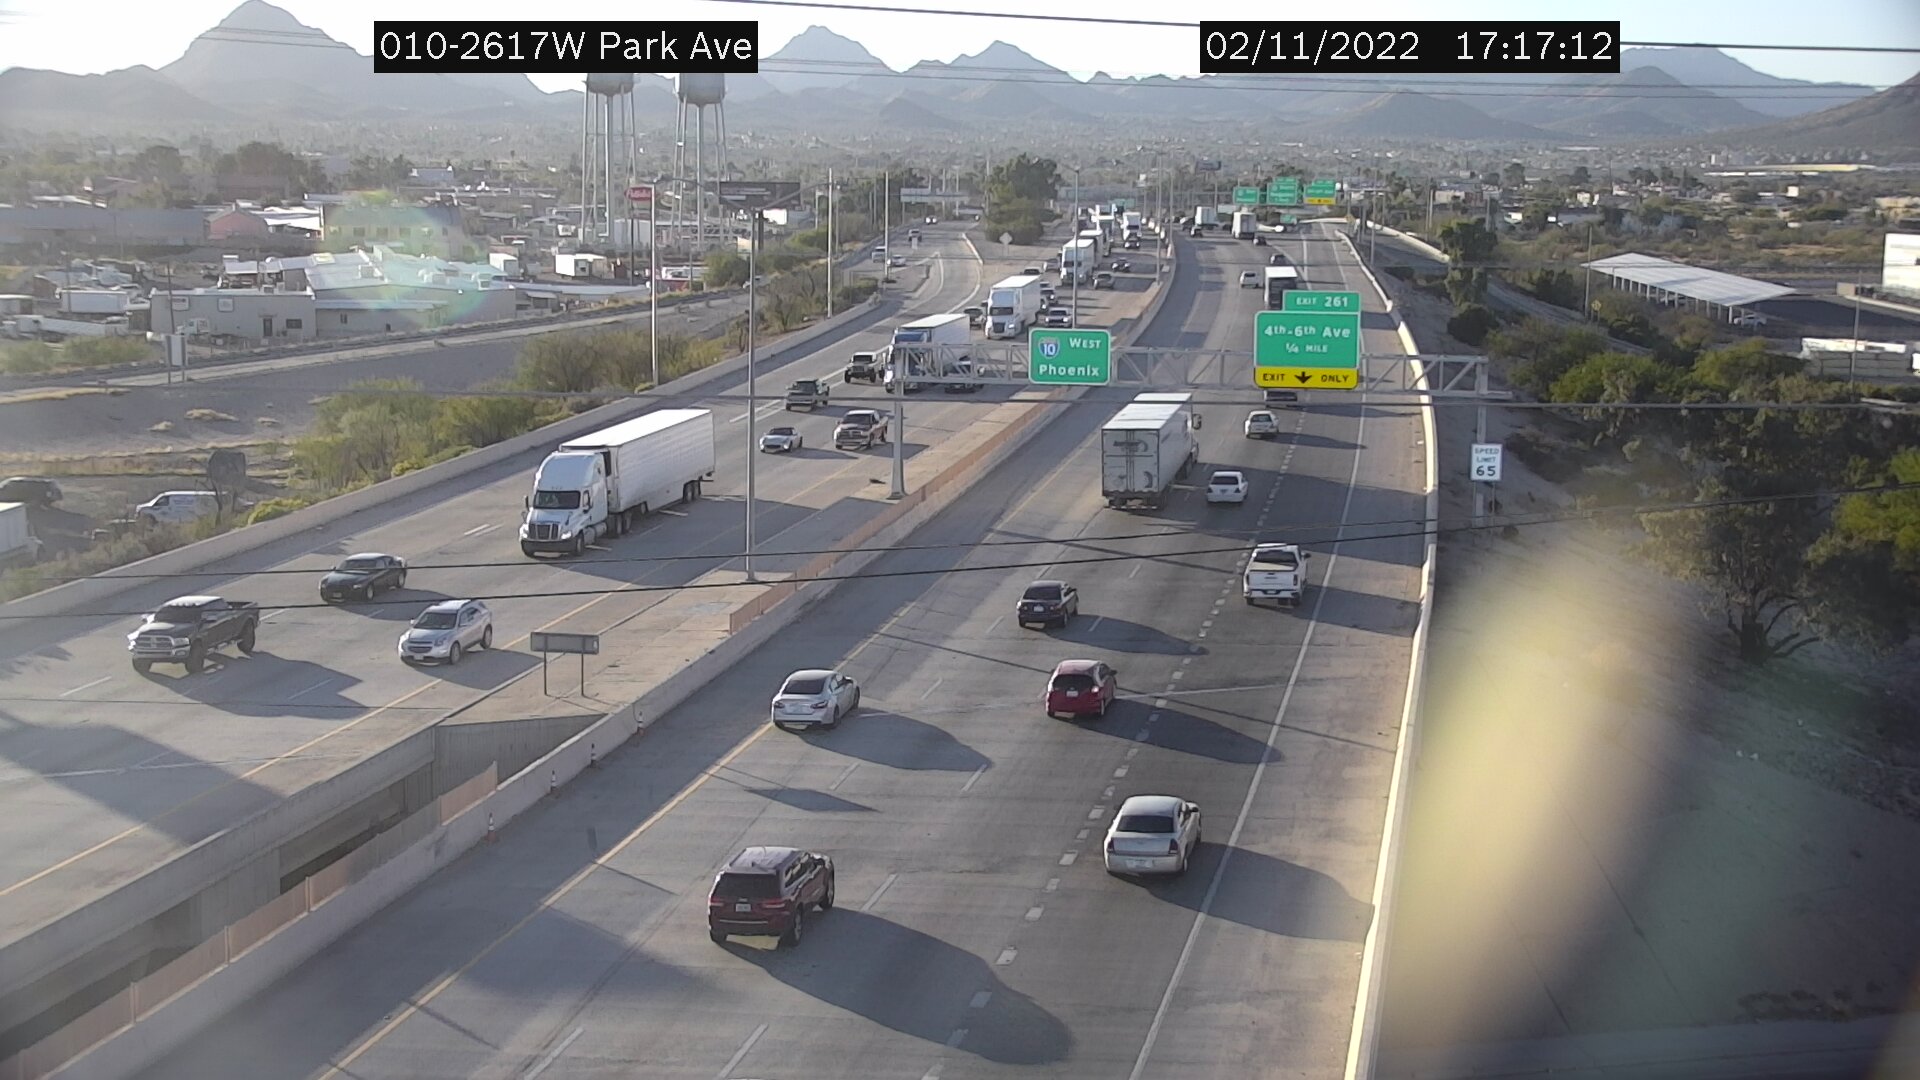 010-2617W Park Ave
02/11/2022 17:17:12
EXIT 261
4th-6th Ave
1/4 MILE
EXIT ONLY
10 WEST
Phoenix
SPEED
LIMIT
65